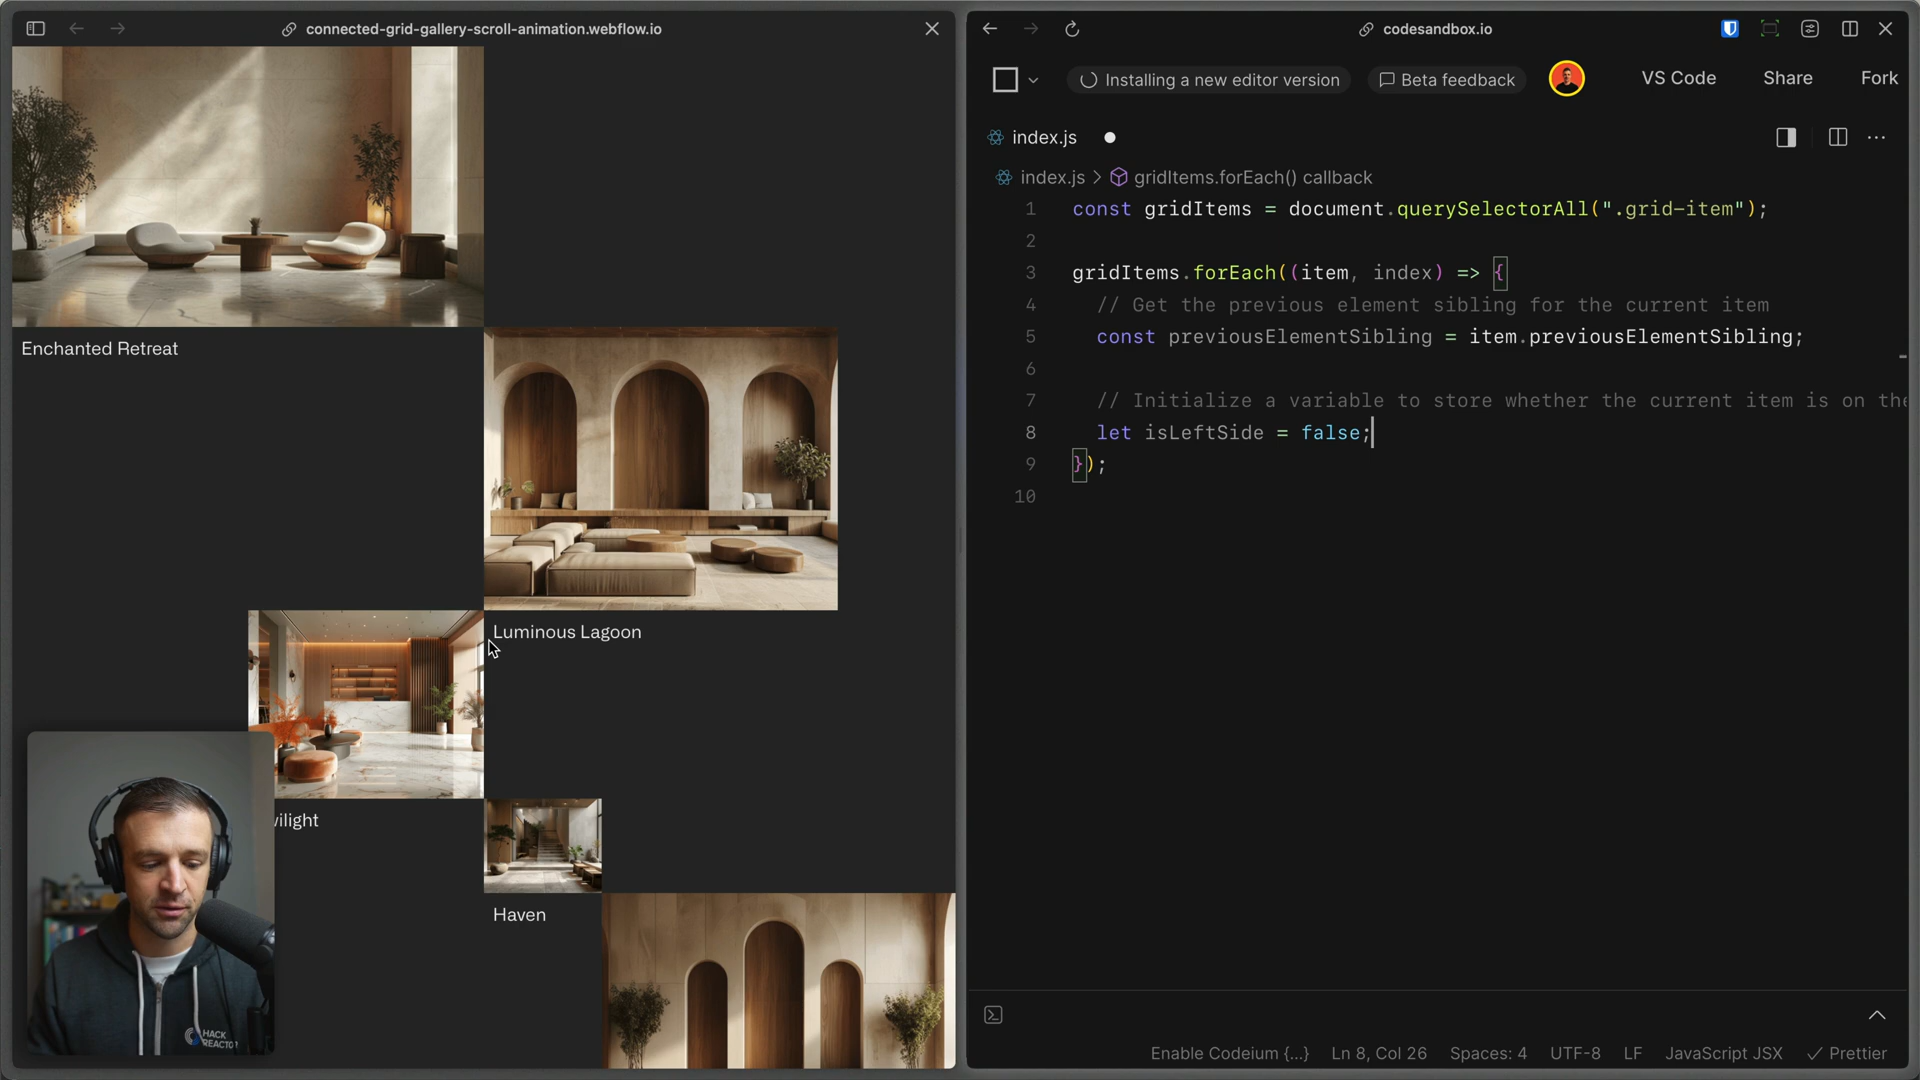 connected-grid-gallery-scroll-animation.webflow.io
Enchanted Retreat
Luminous Lagoon
wilight
Haven
HACK
REACTO
codesandbox.io
Installing a new editor version
Beta feedback
VS Code
Share
Fork
index.js
index.js > gridItems.forEach() callback
1 const gridItems = document.querySelectorAll(".grid-item");
2
3 gridItems.forEach((item, index) => {
4 // Get the previous element sibling for the current item
5 const previousElementSibling = item.previousElementSibling;
6
7 // Initialize a variable to store whether the current item is on the
8 let isLeftSide = false;
9 });
10
Enable Codeium {...} Ln 8, Col 26 Spaces: 4 UTF-8 LF JavaScript JSX ✓ Prettier